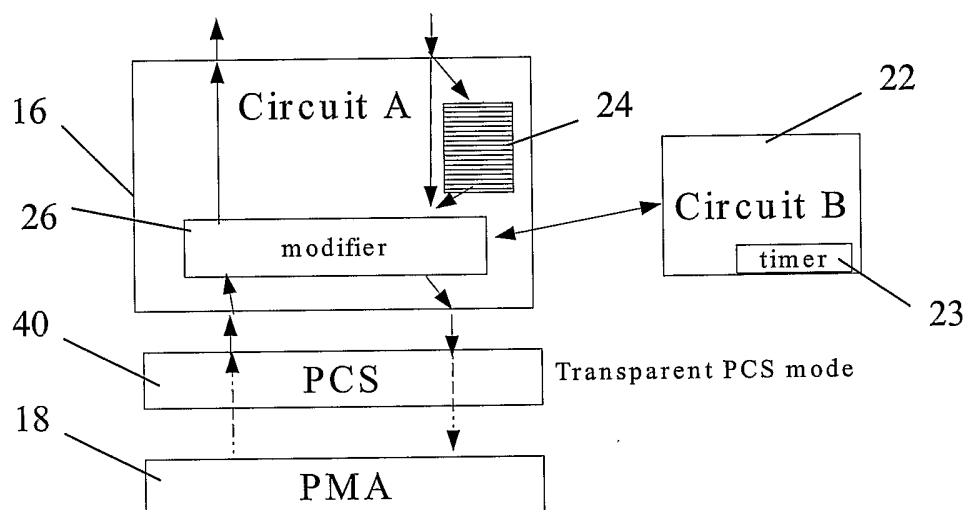 22
16
Circuit A
24
26
Circuit B
modifier
timer
40
23
PCS
Transparent PCS mode
18
PMA